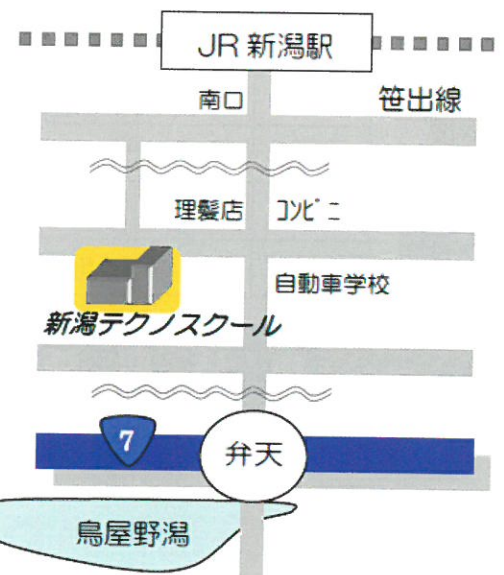 JR 新潟駅
南口
笹出線
理髪店
コンビニ
自動車学校
新潟テクノスクール
7
弁天
鳥屋野潟